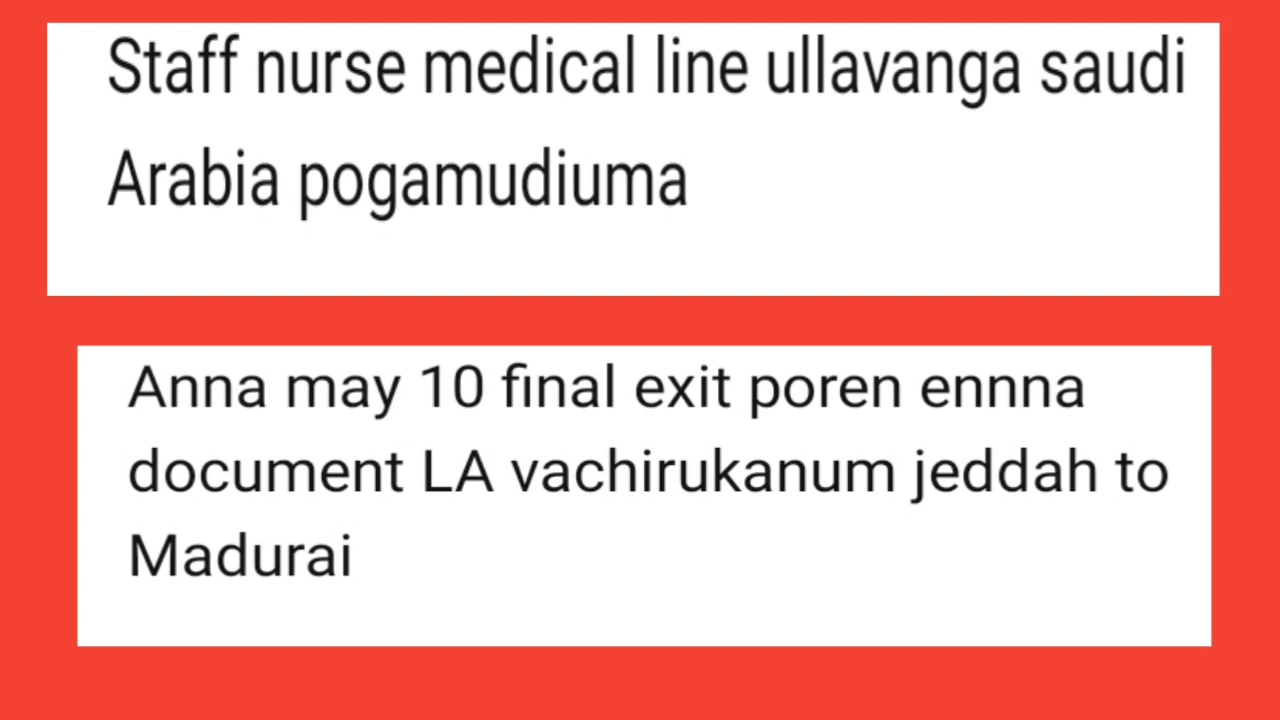 Staff nurse medical line ullavanga saudi
Arabia pogamudiuma
Anna may 10 final exit poren ennna
document LA vachirukanum jeddah to
Madurai